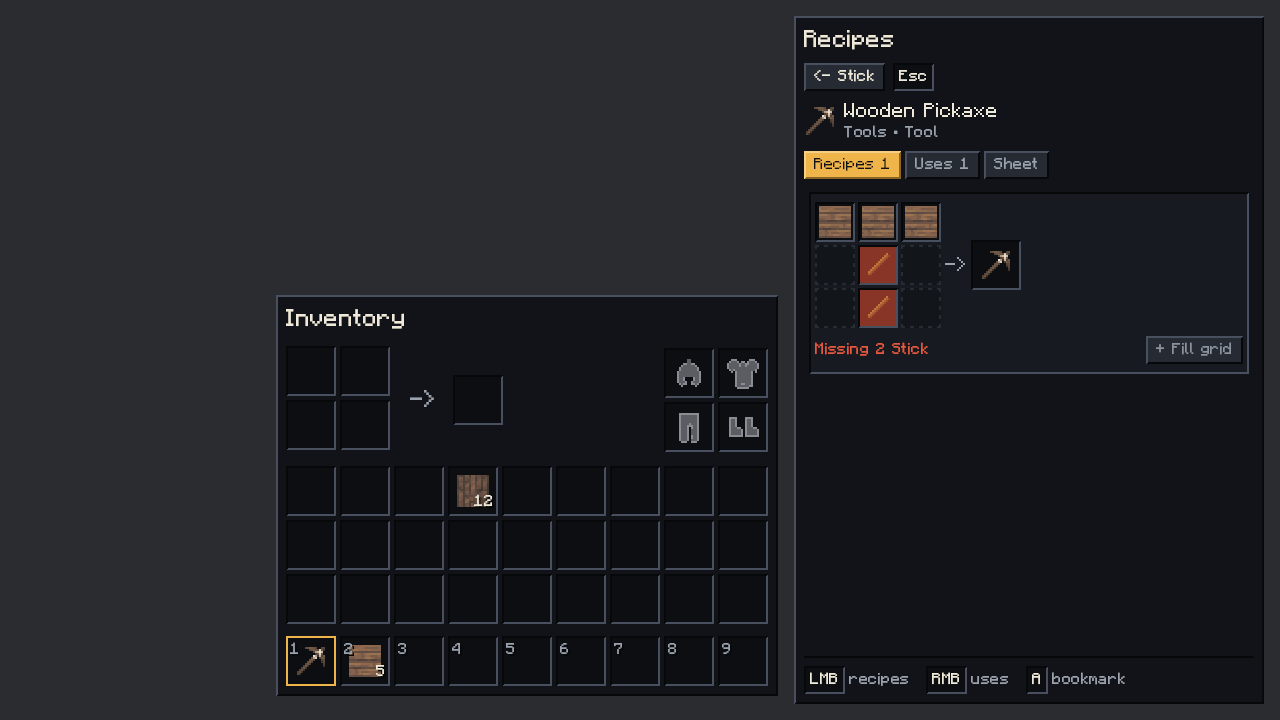 Recipes
<- Stick Esc
Wooden Pickaxe
Tools • Tool
Recipes 1 Uses 1 Sheet
->
Missing 2 Stick + Fill grid
Inventory
->
12
1 2 3 4 5 6 7 8 9
5
LMB recipes RMB uses A bookmark